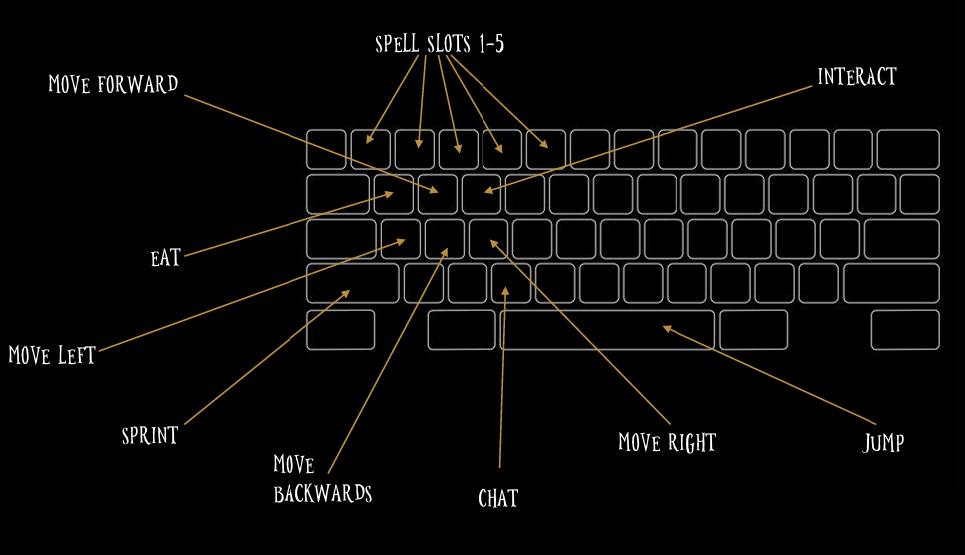 SPELL SLOTS 1-5
MOVE FORWARD
INTERACT
EAT
MOVE LEFT
SPRINT
MOVE
BACKWARDS
CHAT
MOVE RIGHT
JUMP